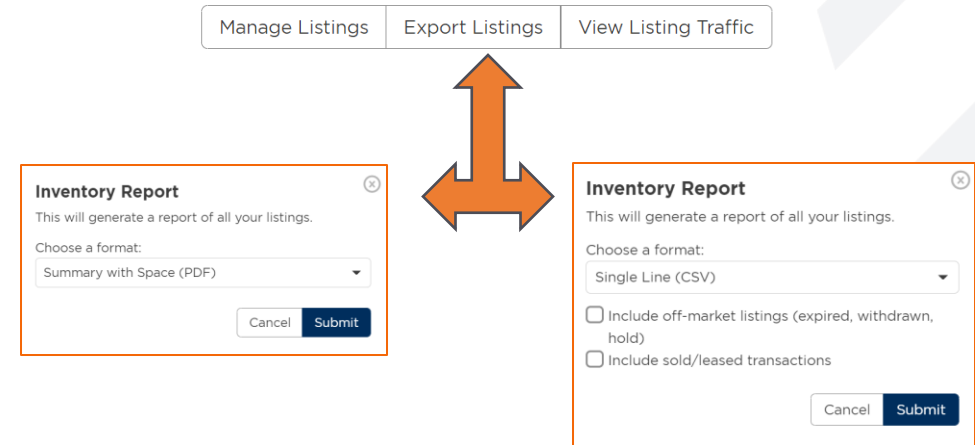 Manage Listings
Export Listings
View Listing Traffic
Inventory Report
This will generate a report of all your listings.
Choose a format:
Summary with Space (PDF)
Cancel
Submit
Inventory Report
This will generate a report of all your listings.
Choose a format:
Single Line (CSV)
Include off-market listings (expired, withdrawn,
hold)
Include sold/leased transactions
Cancel
Submit